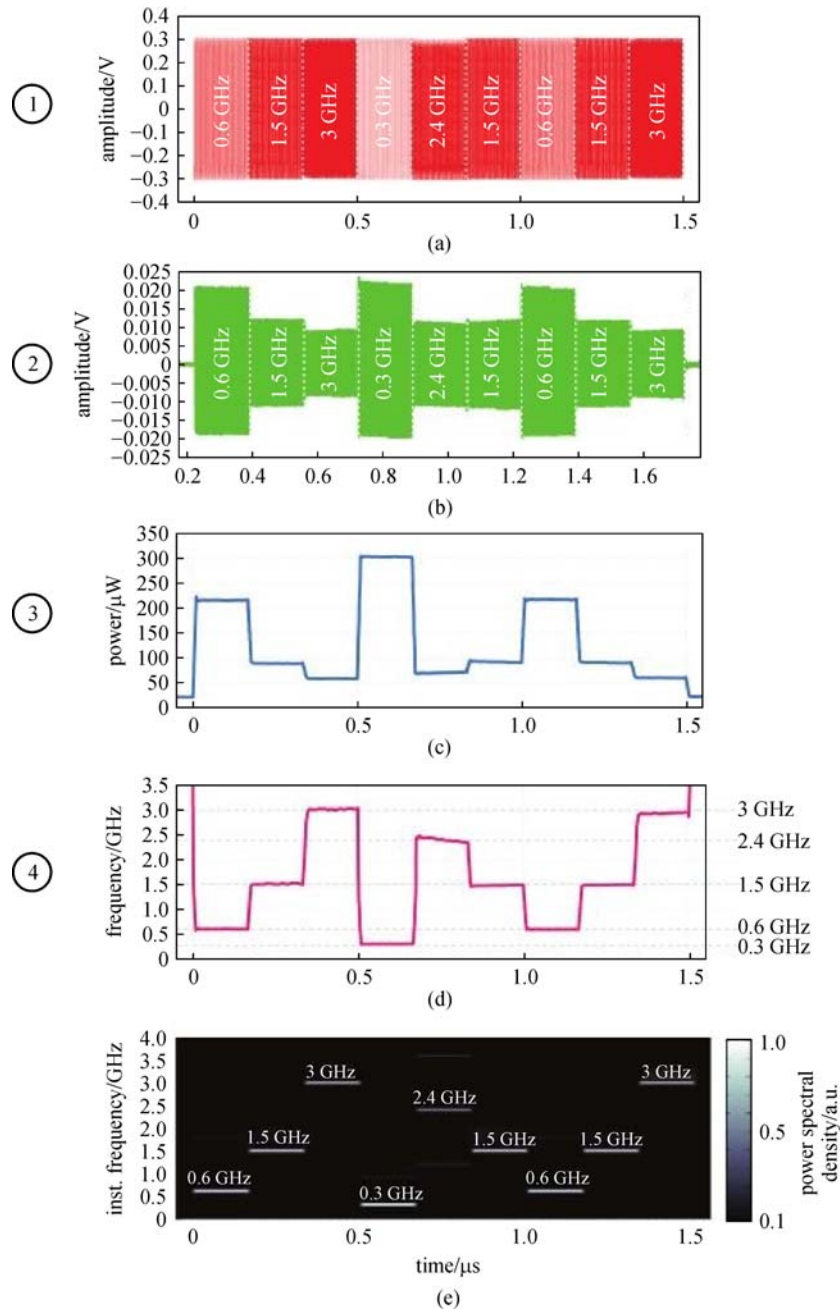 0.4
0.3
0.2
0.1
0
−0.1
−0.2
−0.3
−0.4
amplitude/V
1
0.6 GHz
1.5 GHz
3 GHz
0.3 GHz
2.4 GHz
1.5 GHz
0.6 GHz
1.5 GHz
3 GHz
0 0.5 1.0 1.5
(a)
0.025
0.020
0.015
0.010
0.005
0
−0.005
−0.010
−0.015
−0.020
−0.025
amplitude/V
2
0.6 GHz
1.5 GHz
3 GHz
0.3 GHz
2.4 GHz
1.5 GHz
0.6 GHz
1.5 GHz
3 GHz
0.2 0.4 0.6 0.8 1.0 1.2 1.4 1.6
(b)
350
300
250
200
150
100
50
0
power/μW
3
0 0.5 1.0 1.5
(c)
3.5
3.0
2.5
2.0
1.5
1.0
0.5
0
frequency/GHz
4
3 GHz
2.4 GHz
1.5 GHz
0.6 GHz
0.3 GHz
0 0.5 1.0 1.5
(d)
4.0
3.5
3.0
2.5
2.0
1.5
1.0
0.5
0
inst. frequency/GHz
3 GHz
3 GHz
2.4 GHz
1.5 GHz
1.5 GHz
1.5 GHz
0.6 GHz
0.3 GHz
0.6 GHz
1.0
0.5
0.1
power spectral
density/a.u.
0 0.5 1.0 1.5
time/μs
(e)